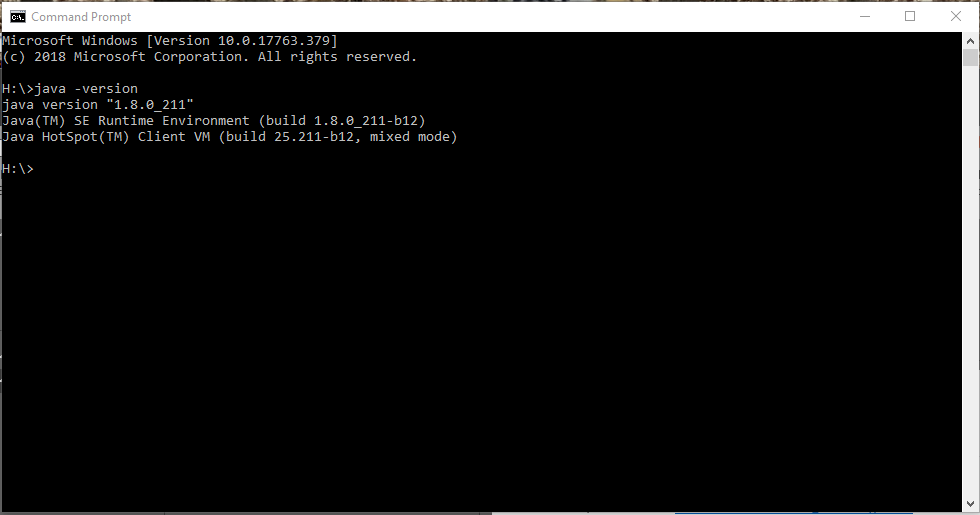 Command Prompt
Microsoft Windows [Version 10.0.17763.379]
(c) 2018 Microsoft Corporation. All rights reserved.
H:\>java -version
java version "1.8.0_211"
Java(TM) SE Runtime Environment (build 1.8.0_211-b12)
Java HotSpot(TM) Client VM (build 25.211-b12, mixed mode)
H:\>